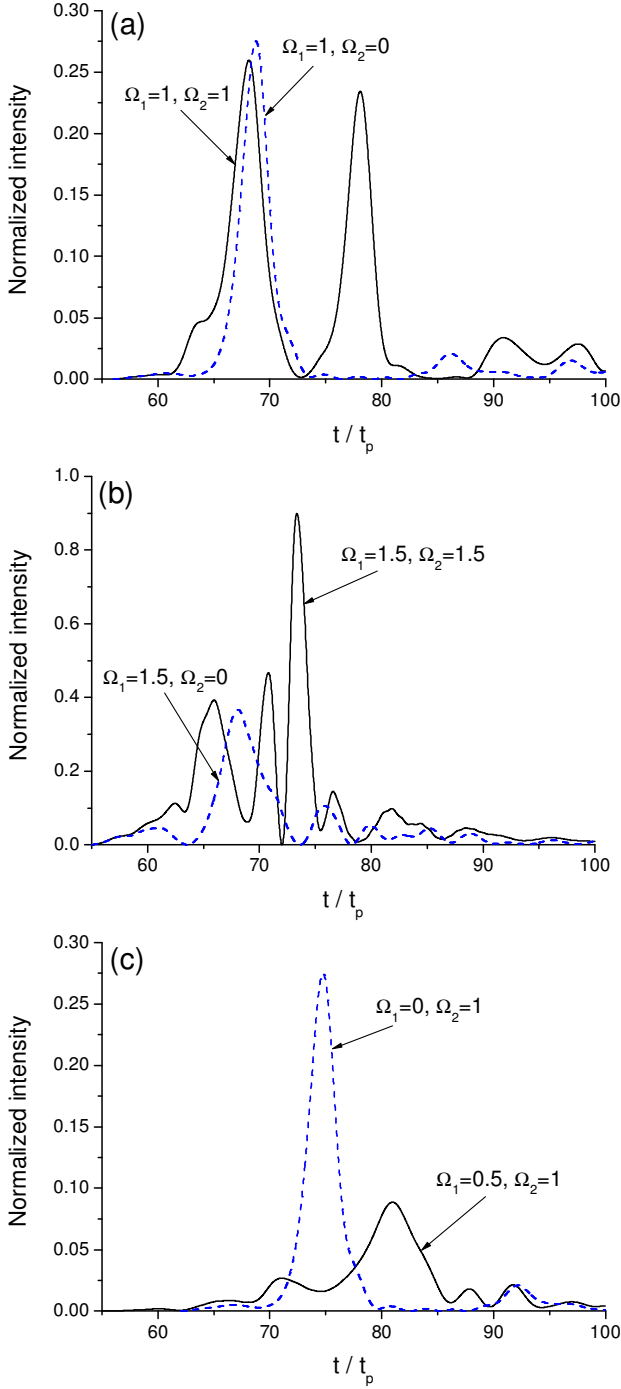 (a)
0.30
0.25
0.20
0.15
0.10
0.05
0.00
Normalized intensity
Ω₁=1, Ω₂=0
Ω₁=1, Ω₂=1
60 70 80 90 100
t / tₚ
(b)
1.0
0.8
0.6
0.4
0.2
0.0
Normalized intensity
Ω₁=1.5, Ω₂=1.5
Ω₁=1.5, Ω₂=0
60 70 80 90 100
t / tₚ
(c)
0.30
0.25
0.20
0.15
0.10
0.05
0.00
Normalized intensity
Ω₁=0, Ω₂=1
Ω₁=0.5, Ω₂=1
60 70 80 90 100
t / tₚ